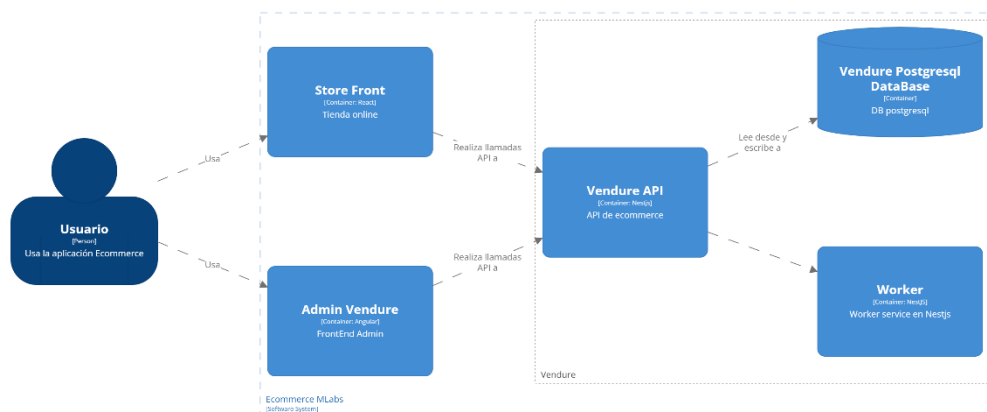 Usuario
[Person]
Usa la aplicación Ecommerce
Usa
Usa
Store Front
[Container: React]
Tienda online
Admin Vendure
[Container: Angular]
FrontEnd Admin
Realiza llamadas
API a
Realiza llamadas
API a
Vendure API
[Container: Nestjs]
API de ecommerce
Lee desde y
escribe a
Vendure Postgresql
DataBase
[Container]
DB postgresql
Worker
[Container: NestJS]
Worker service en Nestjs
Vendure
Ecommerce MLabs
[Software System]